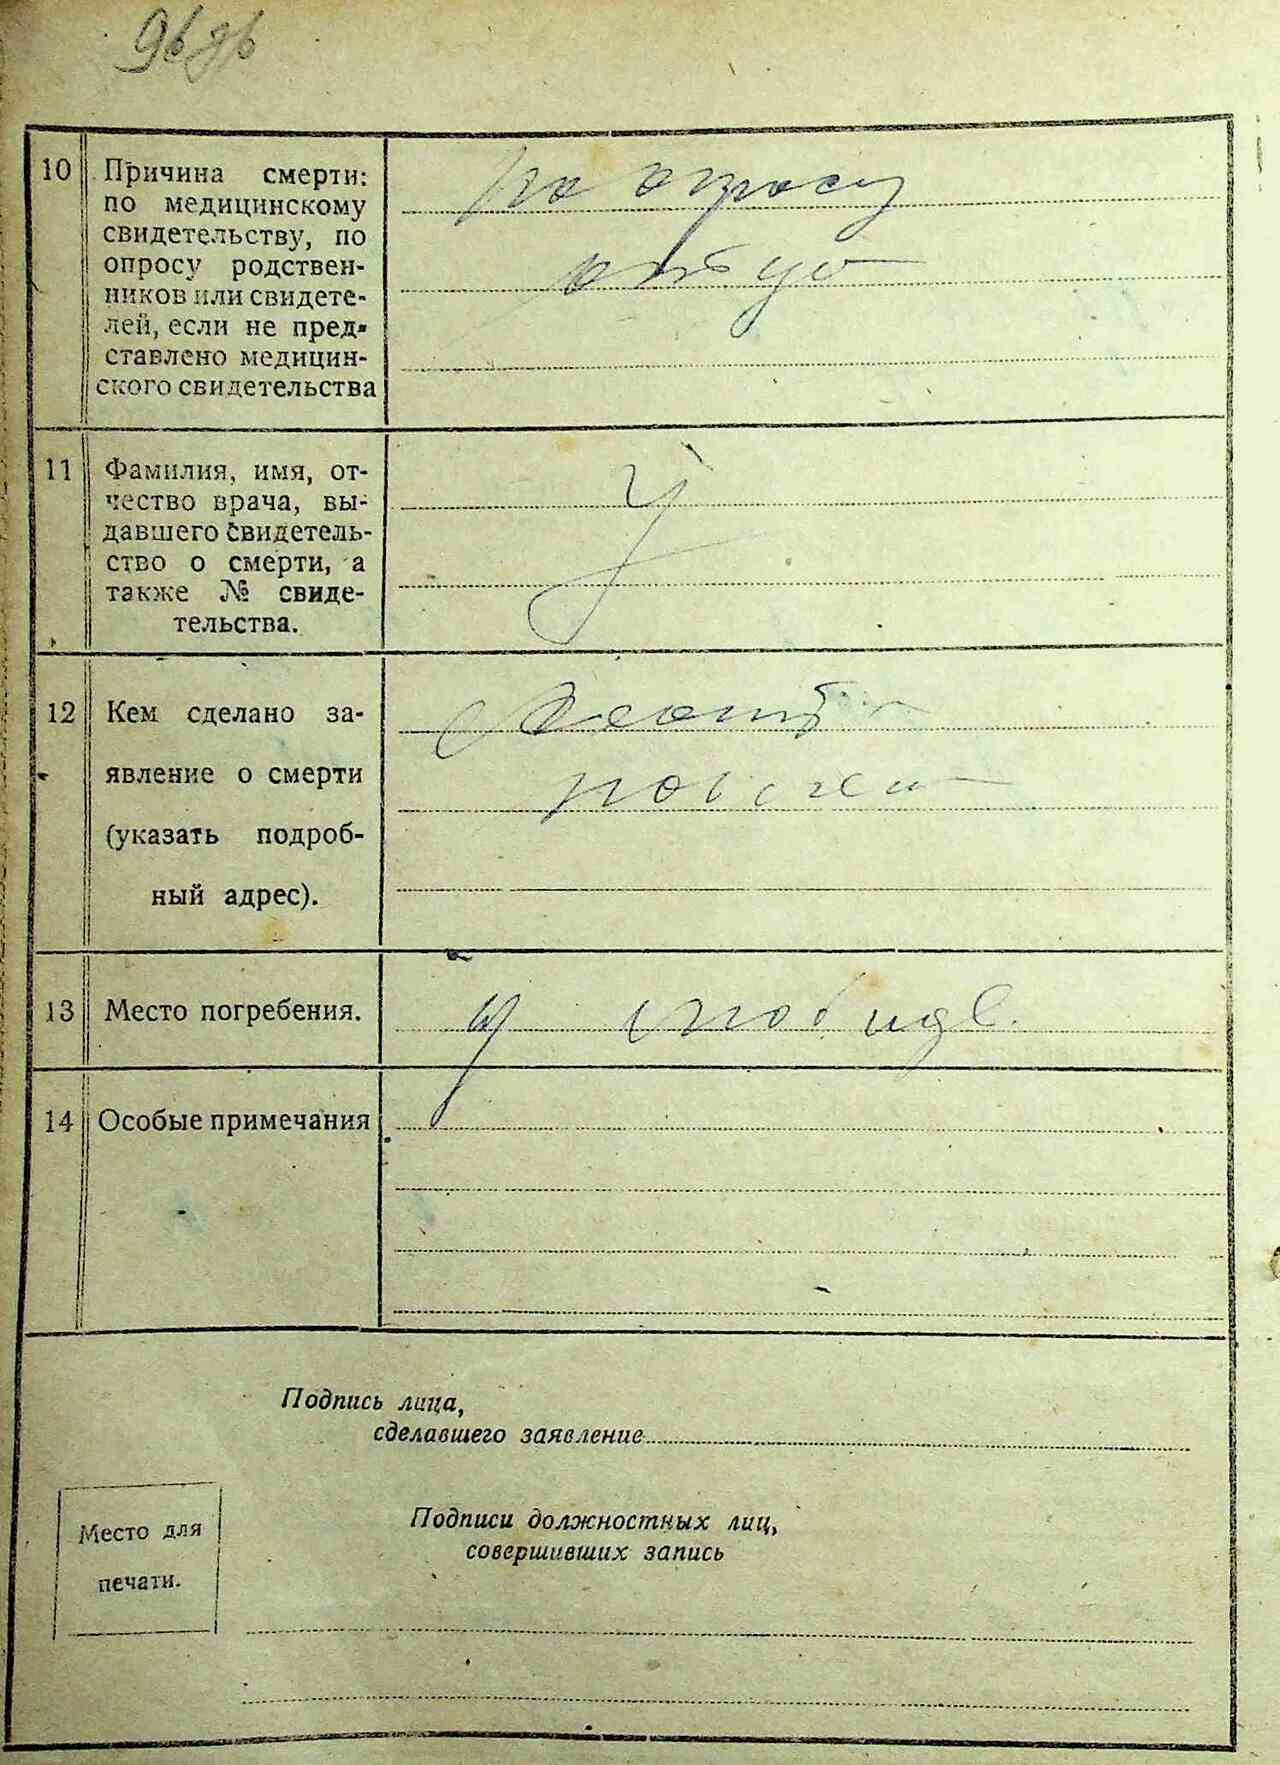 10 Причина смерти:
по медицинскому
свидетельству, по
опросу родствен-
ников или свидете-
лей, если не пред-
ставлено медицин-
ского свидетельства
по опросу
11 Фамилия, имя, от-
чество врача, вы-
давшего свидетель-
ство о смерти, а
также № свиде-
тельства.
12 Кем сделано за-
явление о смерти
(указать подроб-
ный адрес).
13 Место погребения.
14 Особые примечания
Подпись лица,
сделавшего заявление
Место для
печати.
Подписи должностных лиц,
совершивших запись